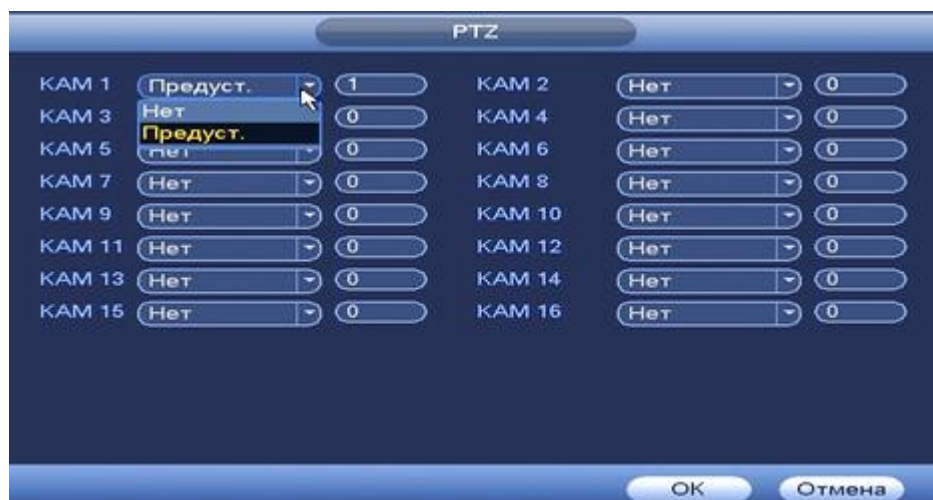 PTZ
КАМ 1 Предуст. 1 КАМ 2 Нет 0
КАМ 3 Нет 0 КАМ 4 Нет 0
Предуст.
КАМ 5 Нет 0 КАМ 6 Нет 0
КАМ 7 Нет 0 КАМ 8 Нет 0
КАМ 9 Нет 0 КАМ 10 Нет 0
КАМ 11 Нет 0 КАМ 12 Нет 0
КАМ 13 Нет 0 КАМ 14 Нет 0
КАМ 15 Нет 0 КАМ 16 Нет 0
OK Отмена